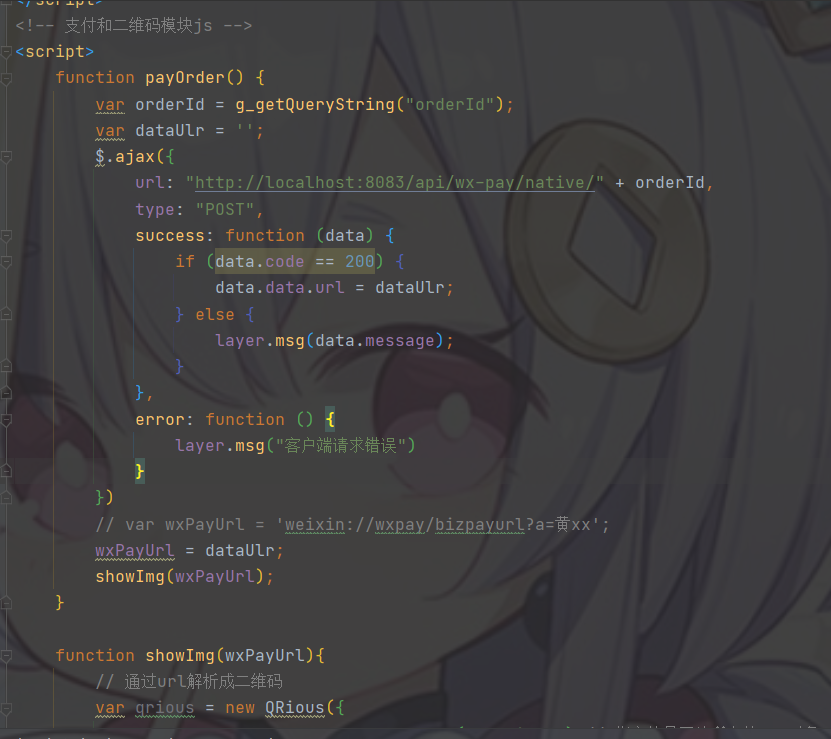 </script>
<!-- 支付和二维码模块js -->
<script>
function payOrder() {
var orderId = g_getQueryString("orderId");
var dataUlr = '';
$.ajax({
url: "http://localhost:8083/api/wx-pay/native/" + orderId,
type: "POST",
success: function (data) {
if (data.code == 200) {
data.data.url = dataUlr;
} else {
layer.msg(data.message);
}
},
error: function () {
layer.msg("客户端请求错误")
}
})
// var wxPayUrl = 'weixin://wxpay/bizpayurl?a=黄xx';
wxPayUrl = dataUlr;
showImg(wxPayUrl);
}
function showImg(wxPayUrl){
// 通过url解析成二维码
var qrious = new QRious({